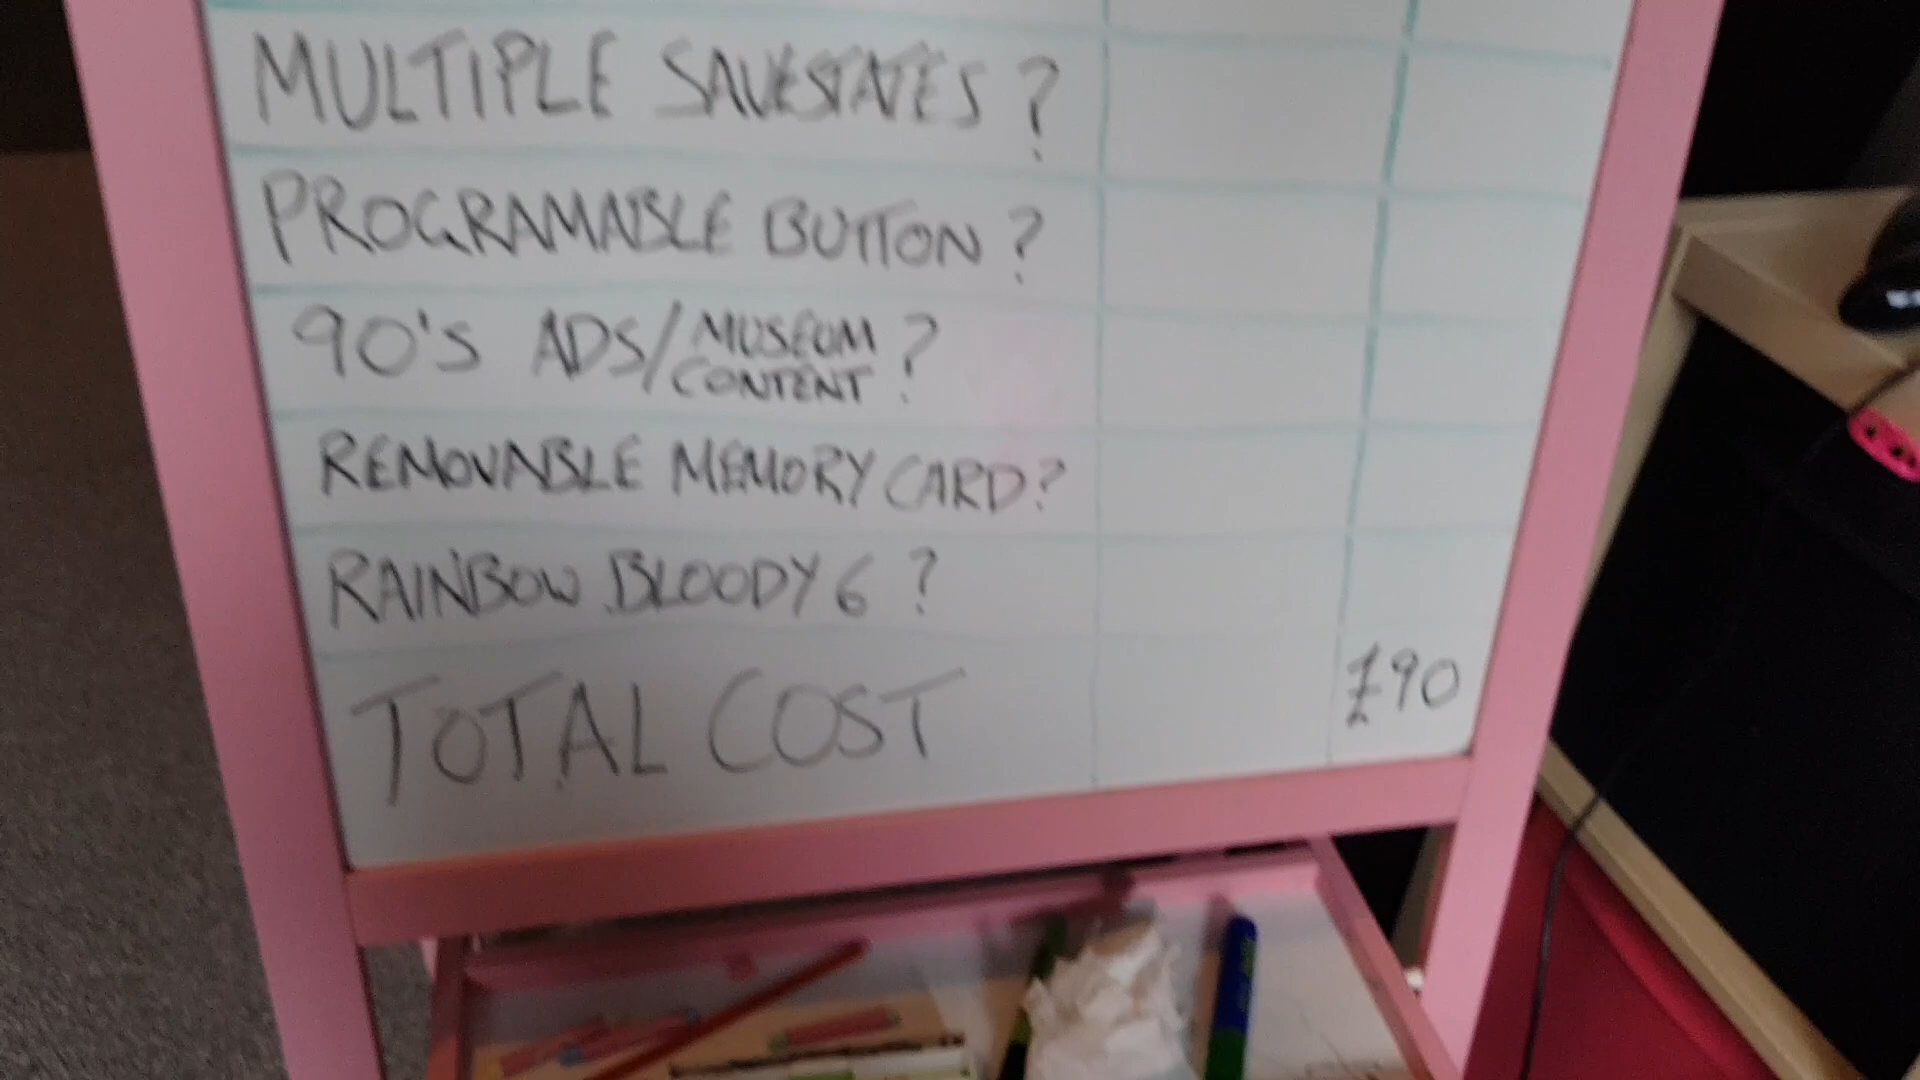 MULTIPLE SAVESTATES ?
PROGRAMABLE BUTTON ?
90'S ADS/MUSEUM CONTENT ?
REMOVABLE MEMORY CARD?
RAINBOW BLOODY 6 ?
TOTAL COST £90